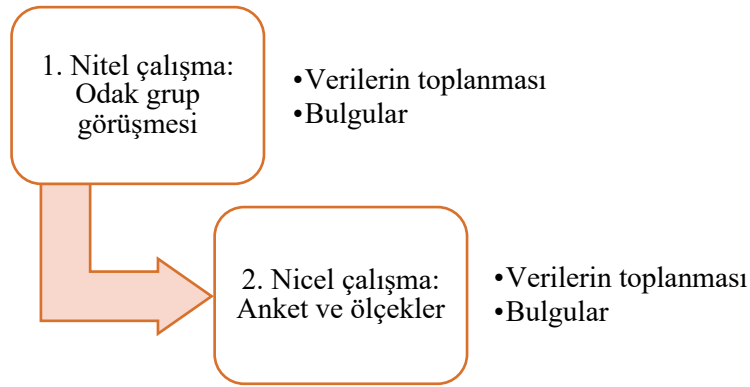 1. Nitel çalışma:
Odak grup
görüşmesi
•Verilerin toplanması
•Bulgular
2. Nicel çalışma:
Anket ve ölçekler
•Verilerin toplanması
•Bulgular